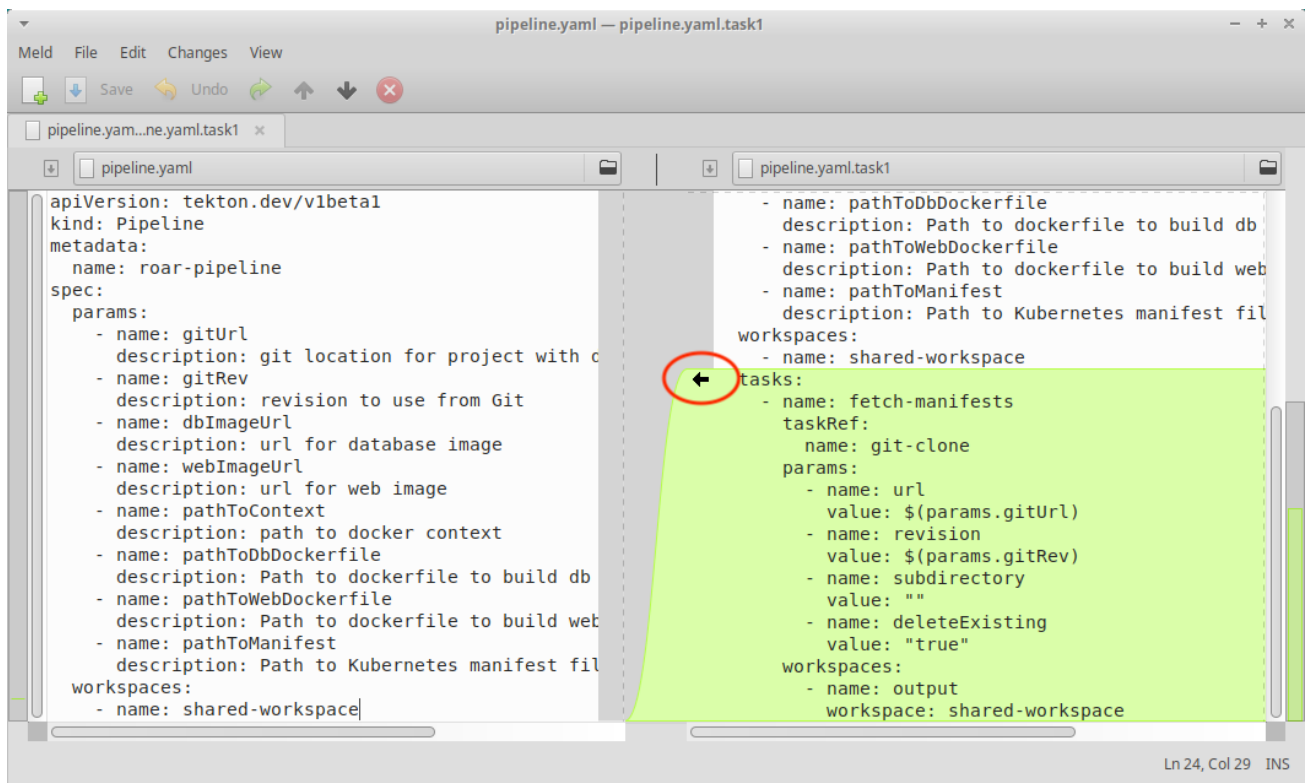 pipeline.yaml — pipeline.yaml.task1
Meld File Edit Changes View
Save Undo
pipeline.yam...ne.yaml.task1
pipeline.yaml
apiVersion: tekton.dev/v1beta1
kind: Pipeline
metadata:
  name: roar-pipeline
spec:
  params:
    - name: gitUrl
      description: git location for project with
    - name: gitRev
      description: revision to use from Git
    - name: dbImageUrl
      description: url for database image
    - name: webImageUrl
      description: url for web image
    - name: pathToContext
      description: path to docker context
    - name: pathToDbDockerfile
      description: Path to dockerfile to build db
    - name: pathToWebDockerfile
      description: Path to dockerfile to build web
    - name: pathToManifest
      description: Path to Kubernetes manifest fil
  workspaces:
    - name: shared-workspace
pipeline.yaml.task1
    - name: pathToDbDockerfile
      description: Path to dockerfile to build db
    - name: pathToWebDockerfile
      description: Path to dockerfile to build web
    - name: pathToManifest
      description: Path to Kubernetes manifest fil
  workspaces:
    - name: shared-workspace
  tasks:
    - name: fetch-manifests
      taskRef:
        name: git-clone
      params:
        - name: url
          value: $(params.gitUrl)
        - name: revision
          value: $(params.gitRev)
        - name: subdirectory
          value: ""
        - name: deleteExisting
          value: "true"
      workspaces:
        - name: output
          workspace: shared-workspace
Ln 24, Col 29 INS